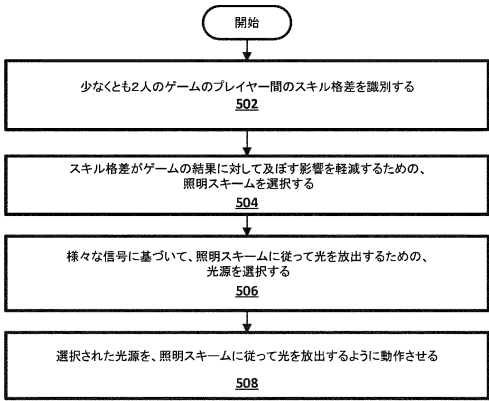 開始
少なくとも2人のゲームのプレイヤー間のスキル格差を識別する
502
スキル格差がゲームの結果に対して及ぼす影響を軽減するための、
照明スキームを選択する
504
様々な信号に基づいて、照明スキームに従って光を放出するための、
光源を選択する
506
選択された光源を、照明スキームに従って光を放出するように動作させる
508